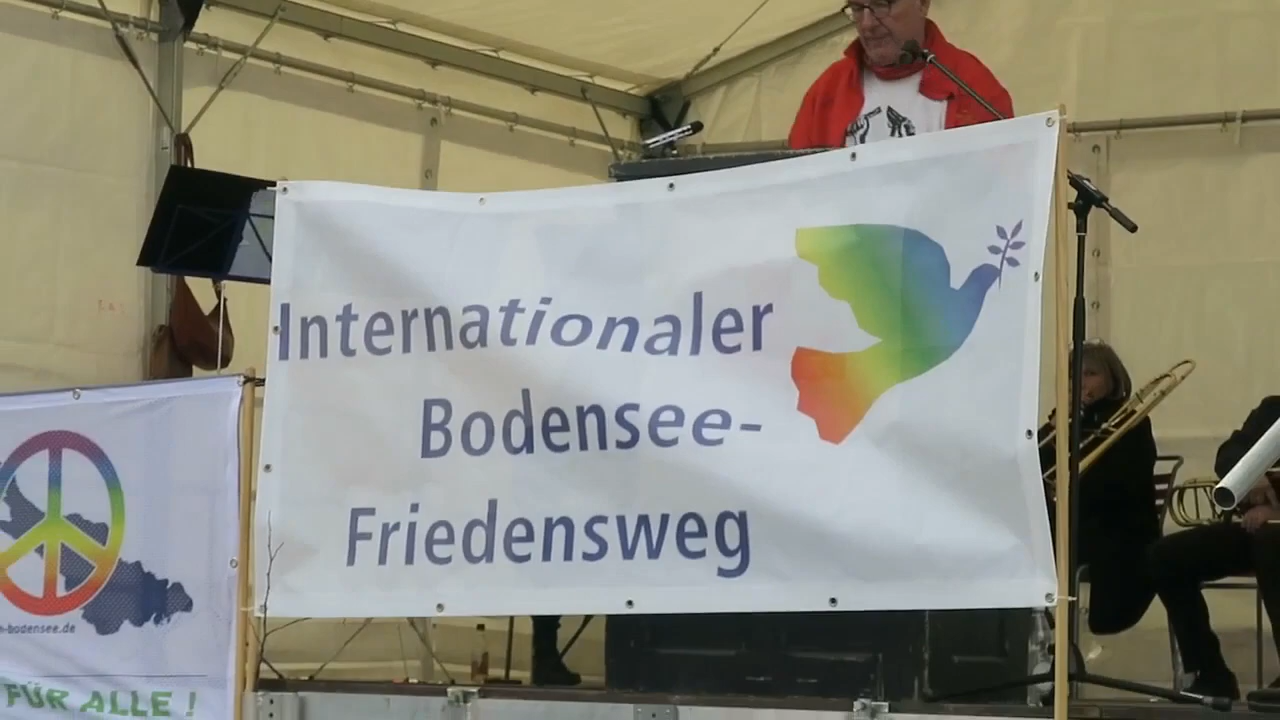 Internationaler
Bodensee-
Friedensweg
-bodensee.de
FÜR ALLE !